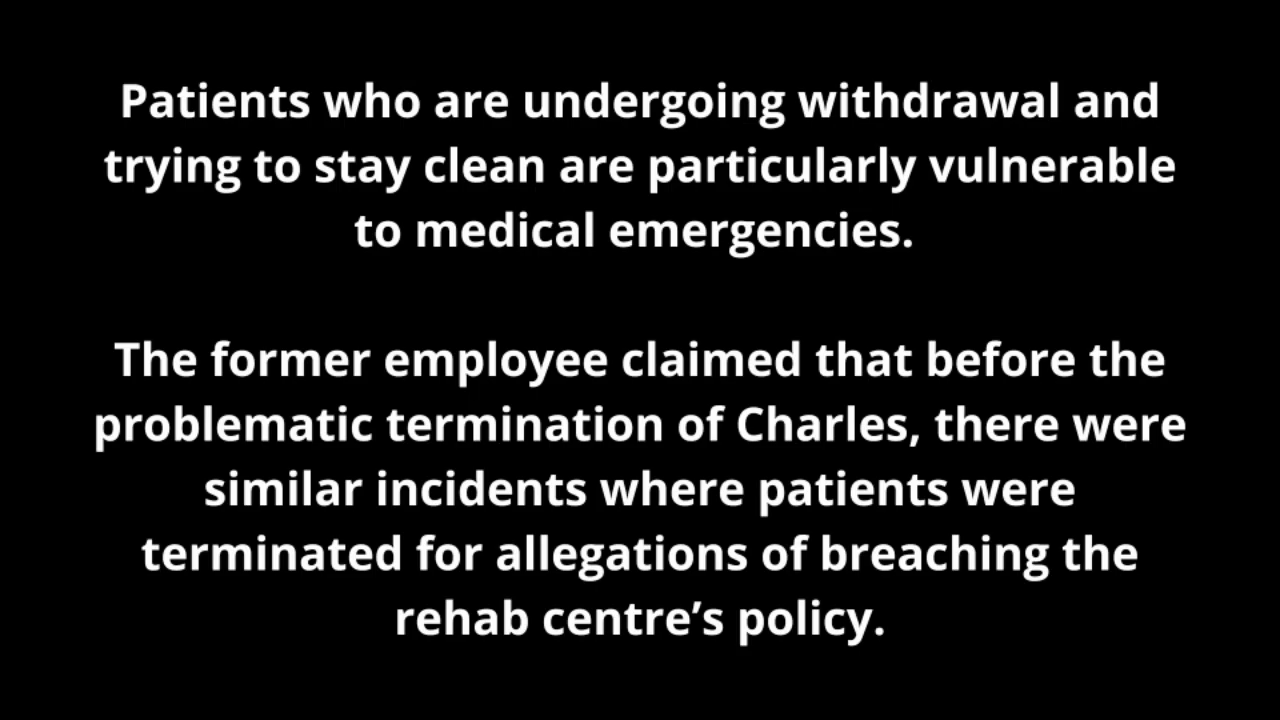 Patients who are undergoing withdrawal and
trying to stay clean are particularly vulnerable
to medical emergencies.
The former employee claimed that before the
problematic termination of Charles, there were
similar incidents where patients were
terminated for allegations of breaching the
rehab centre’s policy.